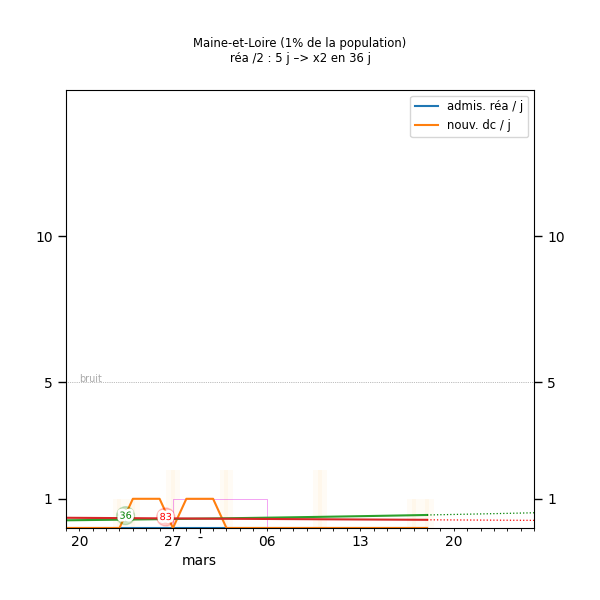 Maine-et-Loire (1% de la population)
réa /2 : 5 j –> x2 en 36 j
admis. réa / j
nouv. dc / j
10 10
bruit
5 5
1 1
36 83
20 27 - 06 13 20
mars